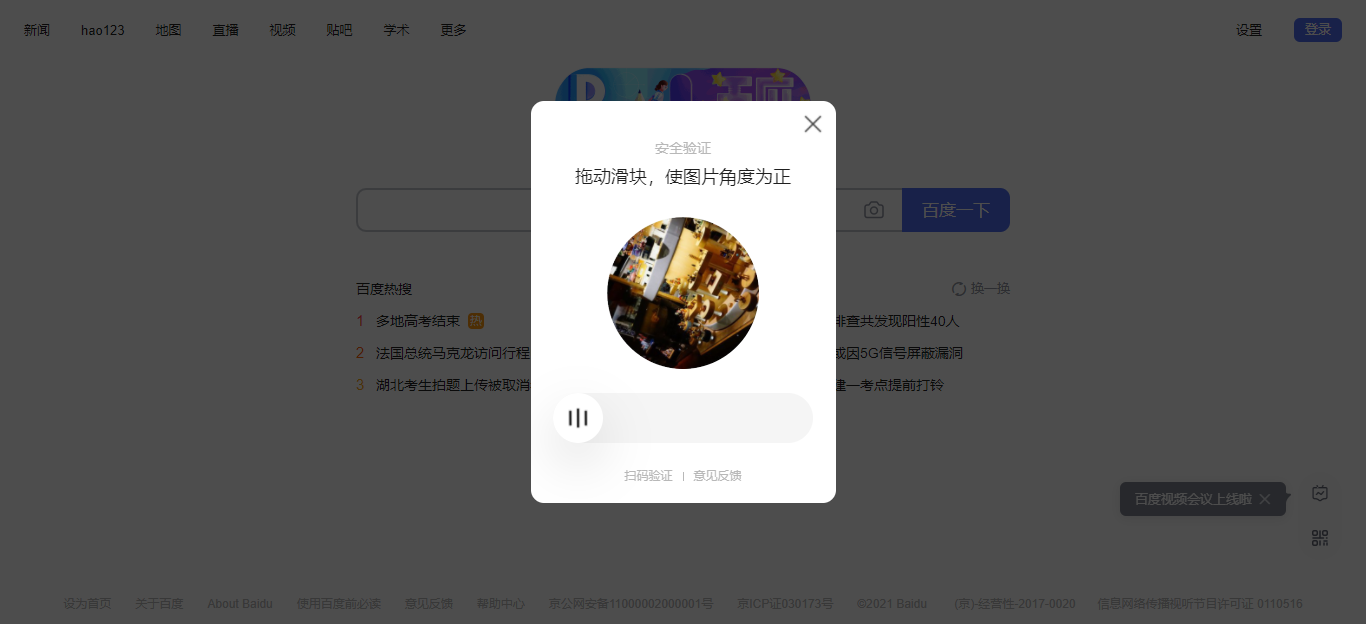 新闻 hao123 地图 直播 视频 贴吧 学术 更多 设置 登录
安全验证
拖动滑块，使图片角度为正
百度一下
百度热搜 换一换
1 多地高考结束 热
排查共发现阳性40人
2 法国总统马克龙访问行程
或因5G信号屏蔽漏洞
3 湖北考生拍题上传被取消
建一考点提前打铃
扫码验证 | 意见反馈
百度视频会议上线啦
设为首页 关于百度 About Baidu 使用百度前必读 意见反馈 帮助中心 京公网安备11000002000001号 京ICP证030173号 ©2021 Baidu (京)-经营性-2017-0020 信息网络传播视听节目许可证 0110516